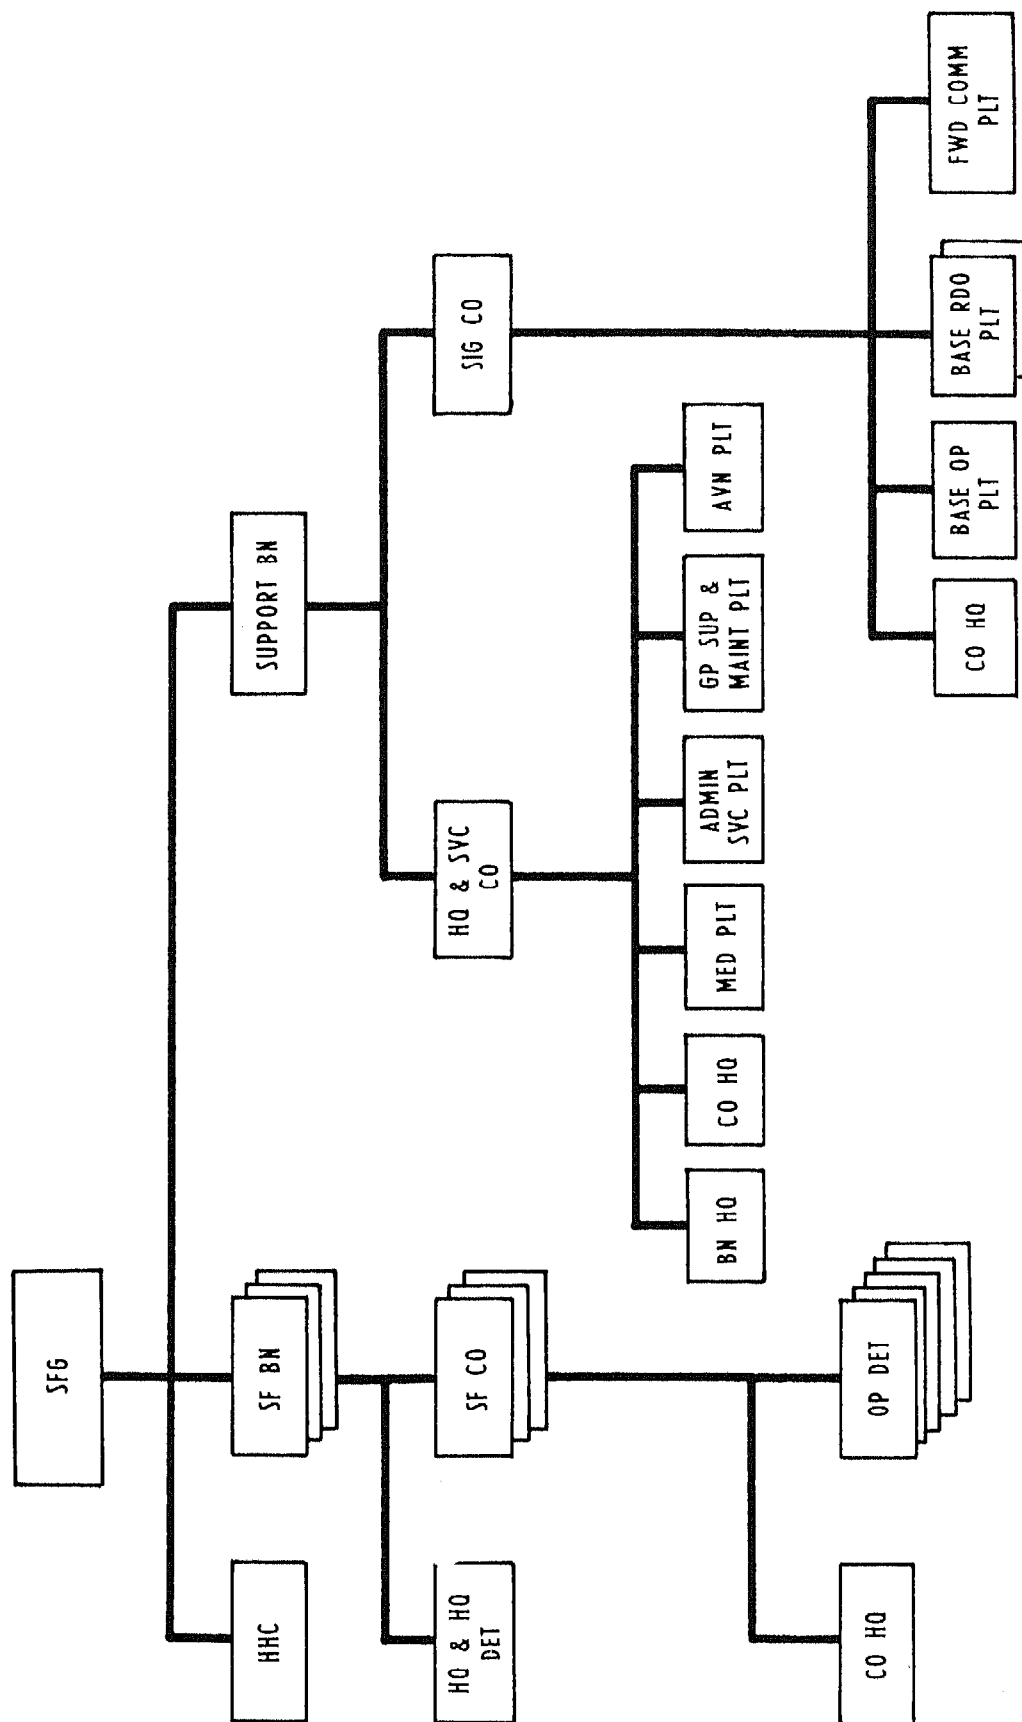 SFG
HHC
SF BN
SUPPORT BN
HQ & HQ
DET
SF CO
HQ & SVC
CO
SIG CO
BN HQ
CO HQ
MED PLT
ADMIN
SVC PLT
GP SUP &
MAINT PLT
AVN PLT
CO HQ
OP DET
CO HQ
BASE OP
PLT
BASE RDO
PLT
FWD COMM
PLT